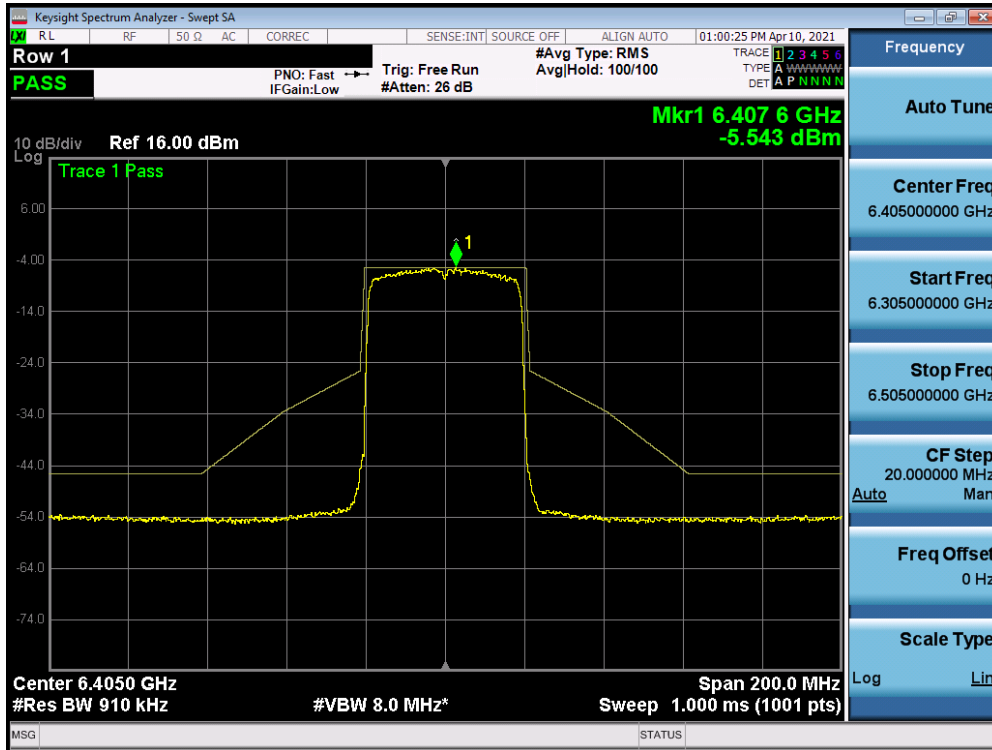 Keysight Spectrum Analyzer - Swept SA
LXI RL RF 50 Ω AC CORREC SENSE:INT SOURCE OFF ALIGN AUTO 01:00:25 PM Apr 10, 2021
Row 1
PASS
PNO: Fast
IFGain:Low
Trig: Free Run
#Atten: 26 dB
#Avg Type: RMS
Avg|Hold: 100/100
TRACE 1 2 3 4 5 6
TYPE A WWWWW
DET A P N N N N
Mkr1 6.407 6 GHz
-5.543 dBm
10 dB/div Ref 16.00 dBm
Log
Trace 1 Pass
1
6.00
-4.00
-14.0
-24.0
-34.0
-44.0
-54.0
-64.0
-74.0
Center 6.4050 GHz
Span 200.0 MHz
#Res BW 910 kHz
#VBW 8.0 MHz*
Sweep 1.000 ms (1001 pts)
MSG
STATUS
Frequency
Auto Tune
Center Freq
6.405000000 GHz
Start Freq
6.305000000 GHz
Stop Freq
6.505000000 GHz
CF Step
20.000000 MHz
Auto Man
Freq Offset
0 Hz
Scale Type
Log Lin